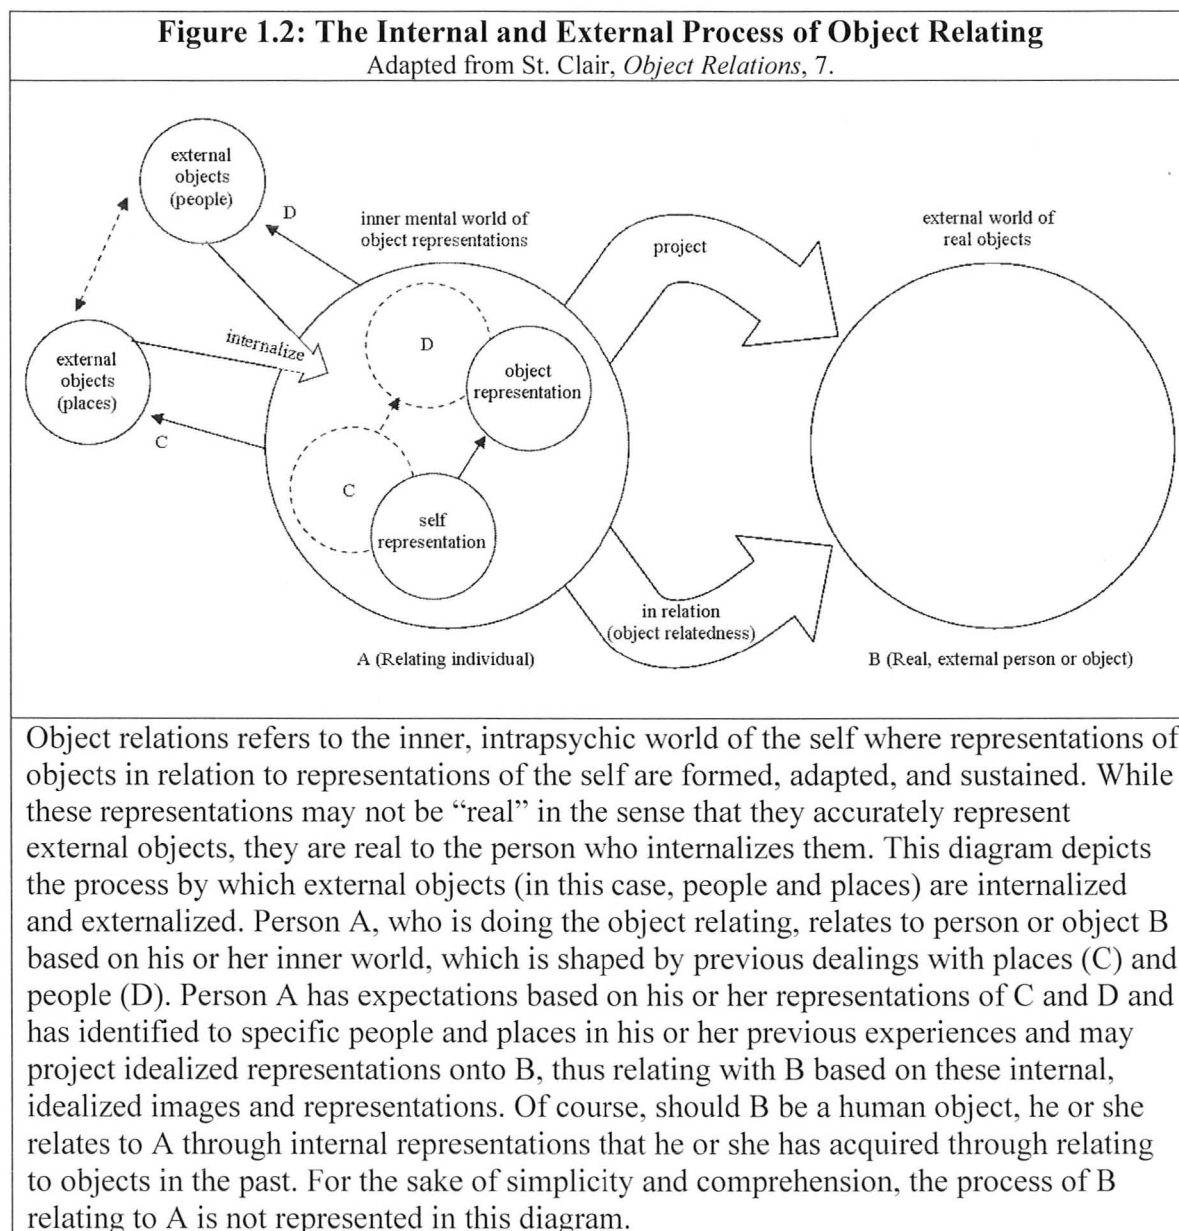 Figure 1.2: The Internal and External Process of Object Relating
Adapted from St. Clair, Object Relations, 7.
external
objects
(people)
D
inner mental world of
object representations
project
external world of
real objects
internalize
D
external
objects
(places)
object
representation
C
C
self
representation
in relation
(object relatedness)
A (Relating individual)
B (Real, external person or object)
Object relations refers to the inner, intrapsychic world of the self where representations of
objects in relation to representations of the self are formed, adapted, and sustained. While
these representations may not be “real” in the sense that they accurately represent
external objects, they are real to the person who internalizes them. This diagram depicts
the process by which external objects (in this case, people and places) are internalized
and externalized. Person A, who is doing the object relating, relates to person or object B
based on his or her inner world, which is shaped by previous dealings with places (C) and
people (D). Person A has expectations based on his or her representations of C and D and
has identified to specific people and places in his or her previous experiences and may
project idealized representations onto B, thus relating with B based on these internal,
idealized images and representations. Of course, should B be a human object, he or she
relates to A through internal representations that he or she has acquired through relating
to objects in the past. For the sake of simplicity and comprehension, the process of B
relating to A is not represented in this diagram.